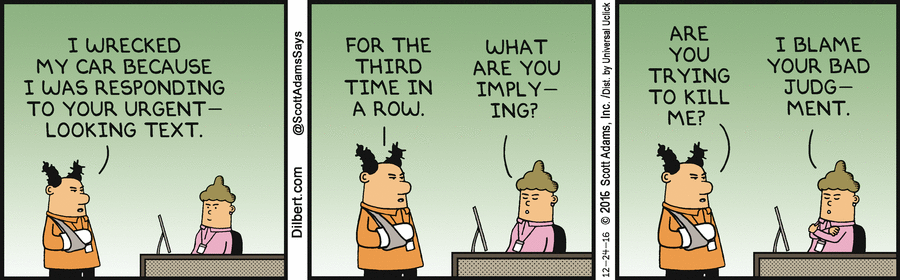 I WRECKED
MY CAR BECAUSE
I WAS RESPONDING
TO YOUR URGENT-
LOOKING TEXT.
Dilbert.com @ScottAdamsSays
FOR THE
THIRD
TIME IN
A ROW.
WHAT
ARE YOU
IMPLY-
ING?
12-24-16 © 2016 Scott Adams, Inc. /Dist. by Universal Uclick
ARE
YOU
TRYING
TO KILL
ME?
I BLAME
YOUR BAD
JUDG-
MENT.